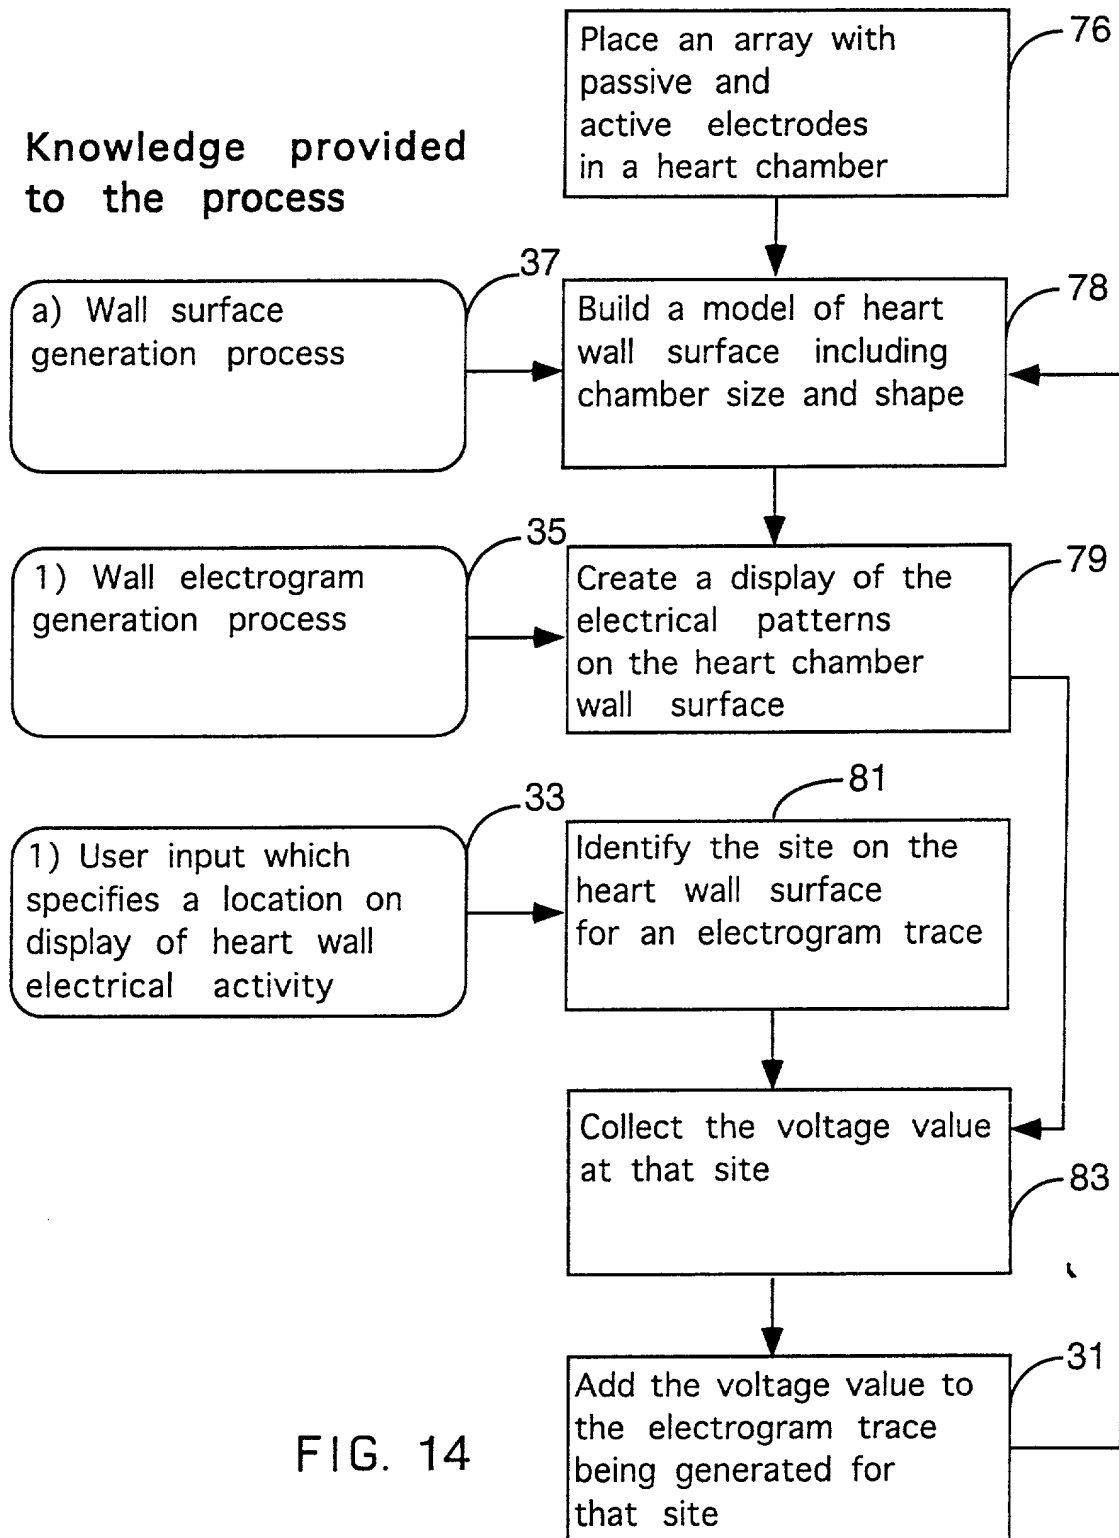 76
Place an array with
passive and
active electrodes
in a heart chamber
Knowledge provided
to the process
37
a) Wall surface
generation process
78
Build a model of heart
wall surface including
chamber size and shape
35
1) Wall electrogram
generation process
79
Create a display of the
electrical patterns
on the heart chamber
wall surface
33
1) User input which
specifies a location on
display of heart wall
electrical activity
81
Identify the site on the
heart wall surface
for an electrogram trace
Collect the voltage value
at that site
83
31
Add the voltage value to
the electrogram trace
being generated for
that site
FIG. 14